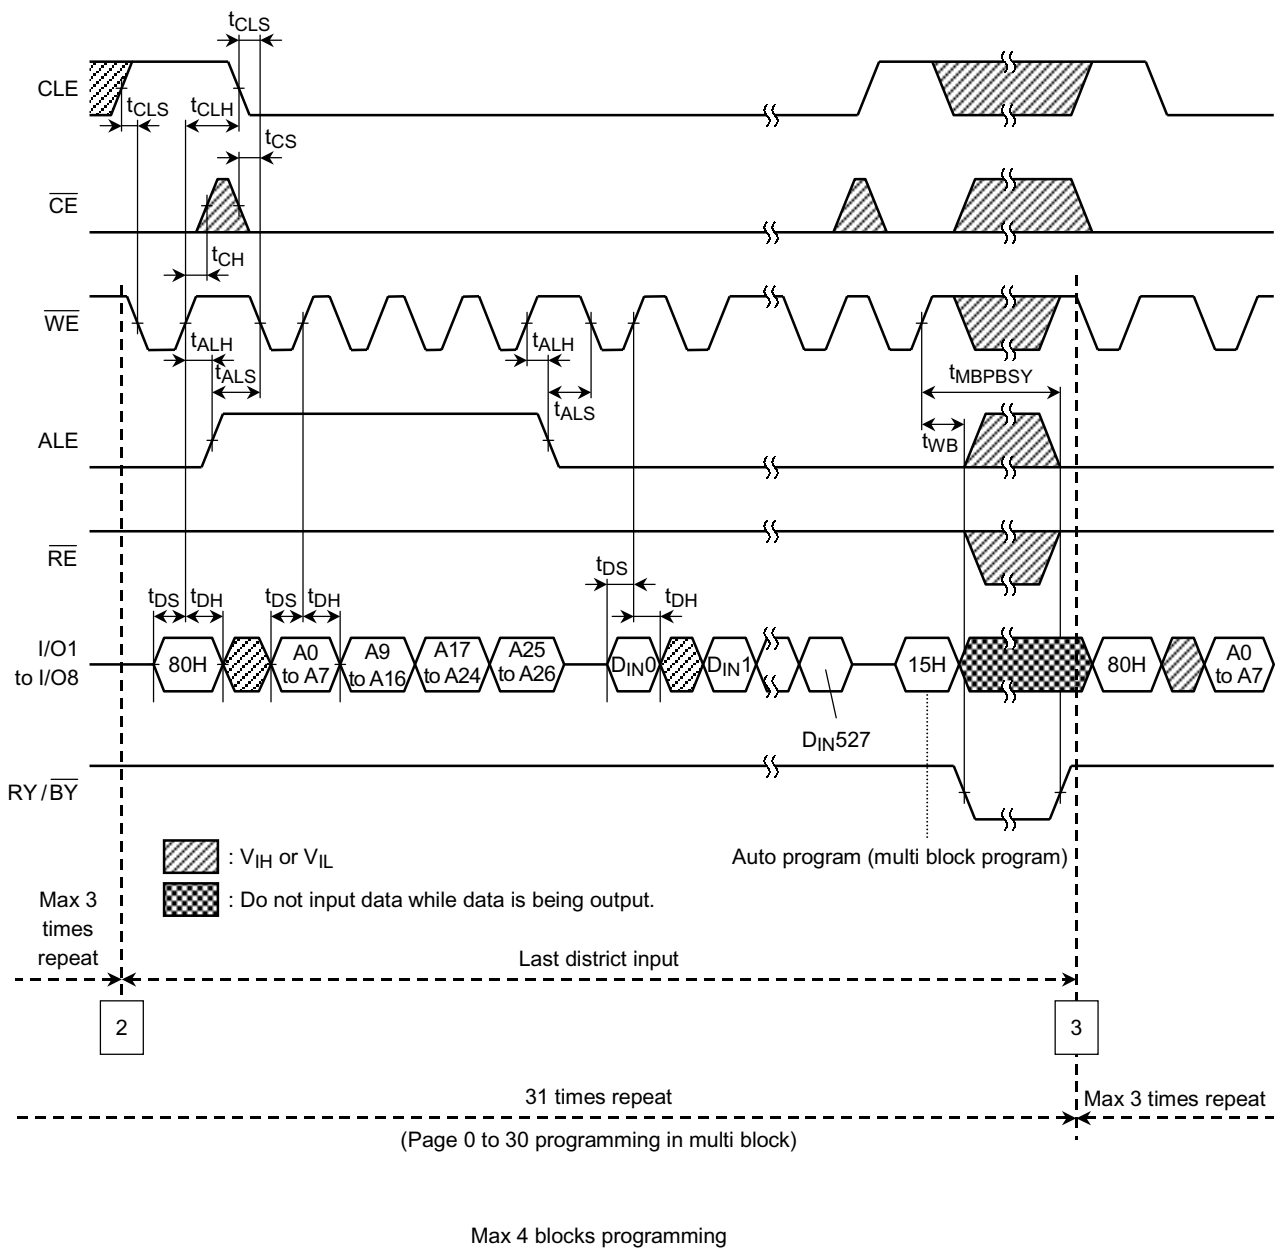 tCLS
CLE
tCLS
tCLH
tCS
CE
tCH
WE
tALH
tALH
tALS
tMBPBSY
tALS
ALE
tWB
RE
tDS
tDS
tDH
tDS
tDH
tDH
I/O1
to I/O8
80H
A0
to A7
A9
to A16
A17
to A24
A25
to A26
DIN0
DIN1
15H
80H
A0
to A7
DIN527
RY/BY
: VIH or VIL
Auto program (multi block program)
: Do not input data while data is being output.
Max 3
times
repeat
Last district input
2
3
31 times repeat
Max 3 times repeat
(Page 0 to 30 programming in multi block)
Max 4 blocks programming